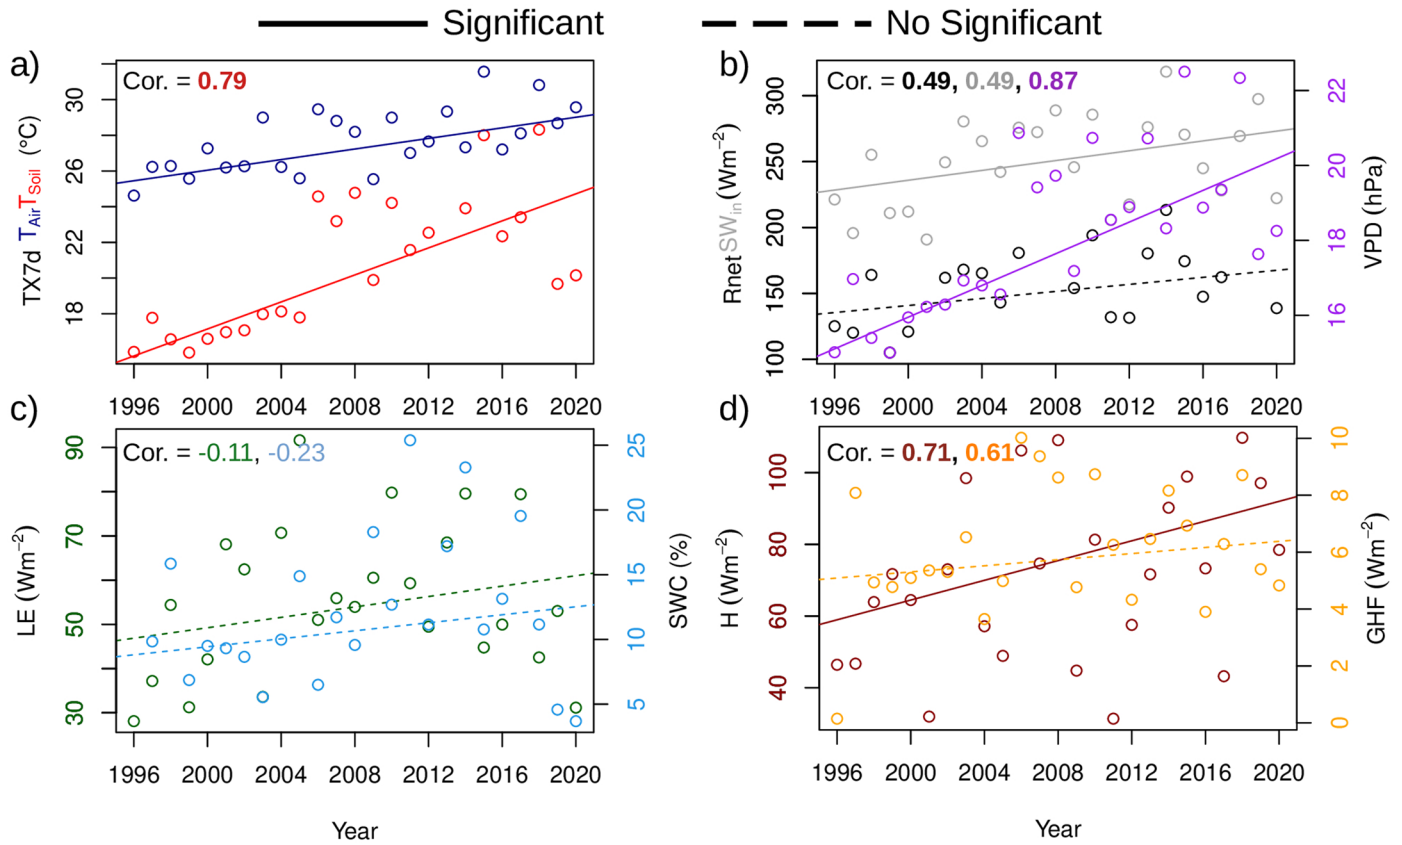 Significant No Significant
a)
Cor. = 0.79
TX7d TAir TSoil (°C)
30
26
22
18
1996 2000 2004 2008 2012 2016 2020
b)
Cor. = 0.49, 0.49, 0.87
Rnet SWin (Wm−2)
300
250
200
150
100
VPD (hPa)
22
20
18
16
1996 2000 2004 2008 2012 2016 2020
c)
Cor. = -0.11, -0.23
LE (Wm−2)
90
70
50
30
SWC (%)
25
20
15
10
5
1996 2000 2004 2008 2012 2016 2020
Year
d)
Cor. = 0.71, 0.61
H (Wm−2)
100
80
60
40
GHF (Wm−2)
10
8
6
4
2
0
1996 2000 2004 2008 2012 2016 2020
Year